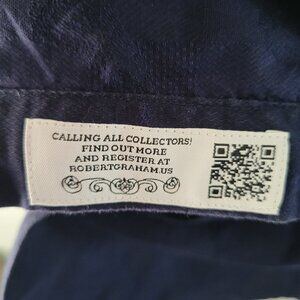 CALLING ALL COLLECTORS!
FIND OUT MORE
AND REGISTER AT
ROBERTGRAHAM.US